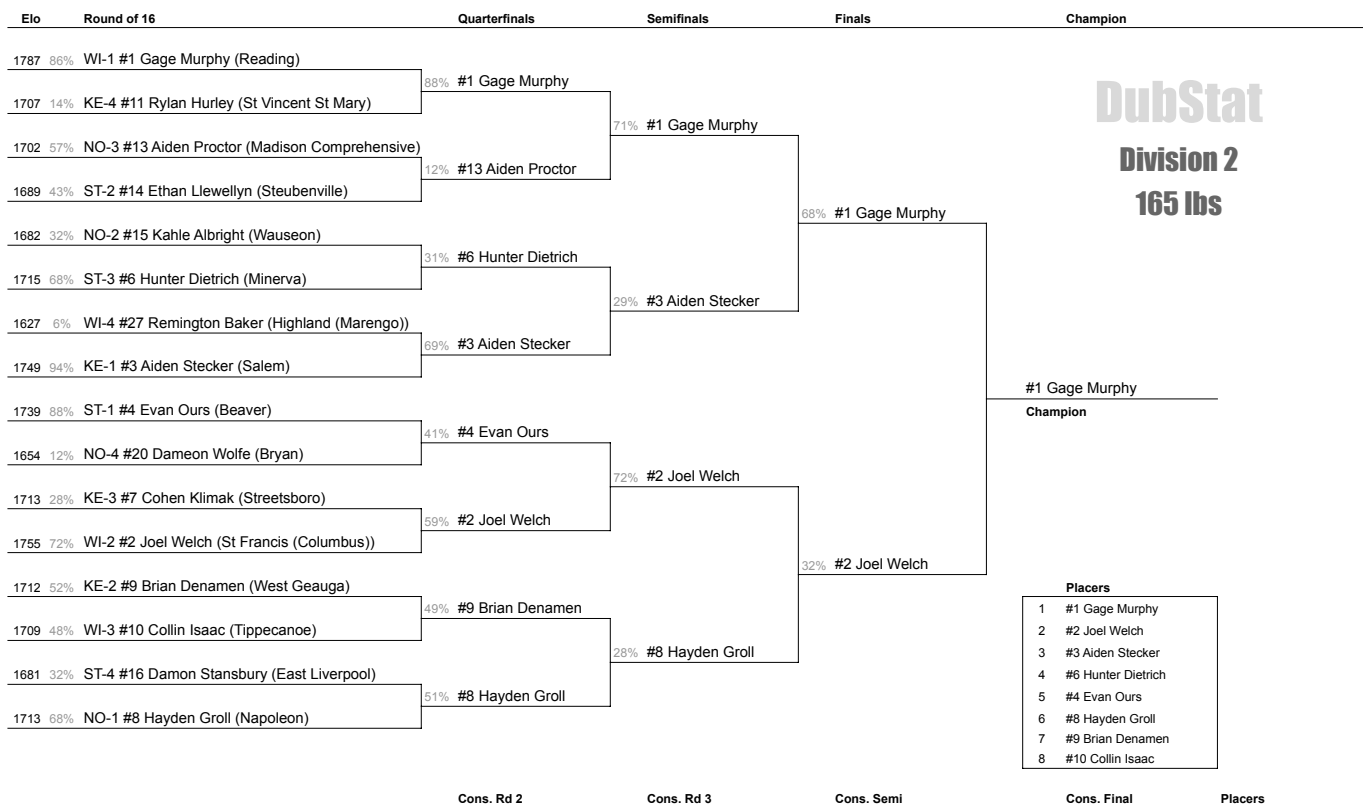 Elo Round of 16 Quarterfinals Semifinals Finals Champion
1787 86% WI-1 #1 Gage Murphy (Reading)
88% #1 Gage Murphy
1707 14% KE-4 #11 Rylan Hurley (St Vincent St Mary)
71% #1 Gage Murphy
1702 57% NO-3 #13 Aiden Proctor (Madison Comprehensive)
12% #13 Aiden Proctor
1689 43% ST-2 #14 Ethan Llewellyn (Steubenville)
68% #1 Gage Murphy
1682 32% NO-2 #15 Kahle Albright (Wauseon)
31% #6 Hunter Dietrich
1715 68% ST-3 #6 Hunter Dietrich (Minerva)
29% #3 Aiden Stecker
1627 6% WI-4 #27 Remington Baker (Highland (Marengo))
69% #3 Aiden Stecker
1749 94% KE-1 #3 Aiden Stecker (Salem)
#1 Gage Murphy
Champion
1739 88% ST-1 #4 Evan Ours (Beaver)
41% #4 Evan Ours
1654 12% NO-4 #20 Dameon Wolfe (Bryan)
72% #2 Joel Welch
1713 28% KE-3 #7 Cohen Klimak (Streetsboro)
59% #2 Joel Welch
1755 72% WI-2 #2 Joel Welch (St Francis (Columbus))
32% #2 Joel Welch
1712 52% KE-2 #9 Brian Denamen (West Geauga)
49% #9 Brian Denamen
1709 48% WI-3 #10 Collin Isaac (Tippecanoe)
28% #8 Hayden Groll
1681 32% ST-4 #16 Damon Stansbury (East Liverpool)
51% #8 Hayden Groll
1713 68% NO-1 #8 Hayden Groll (Napoleon)
DubStat
Division 2
165 lbs
Placers
1 #1 Gage Murphy
2 #2 Joel Welch
3 #3 Aiden Stecker
4 #6 Hunter Dietrich
5 #4 Evan Ours
6 #8 Hayden Groll
7 #9 Brian Denamen
8 #10 Collin Isaac
Cons. Rd 2 Cons. Rd 3 Cons. Semi Cons. Final Placers